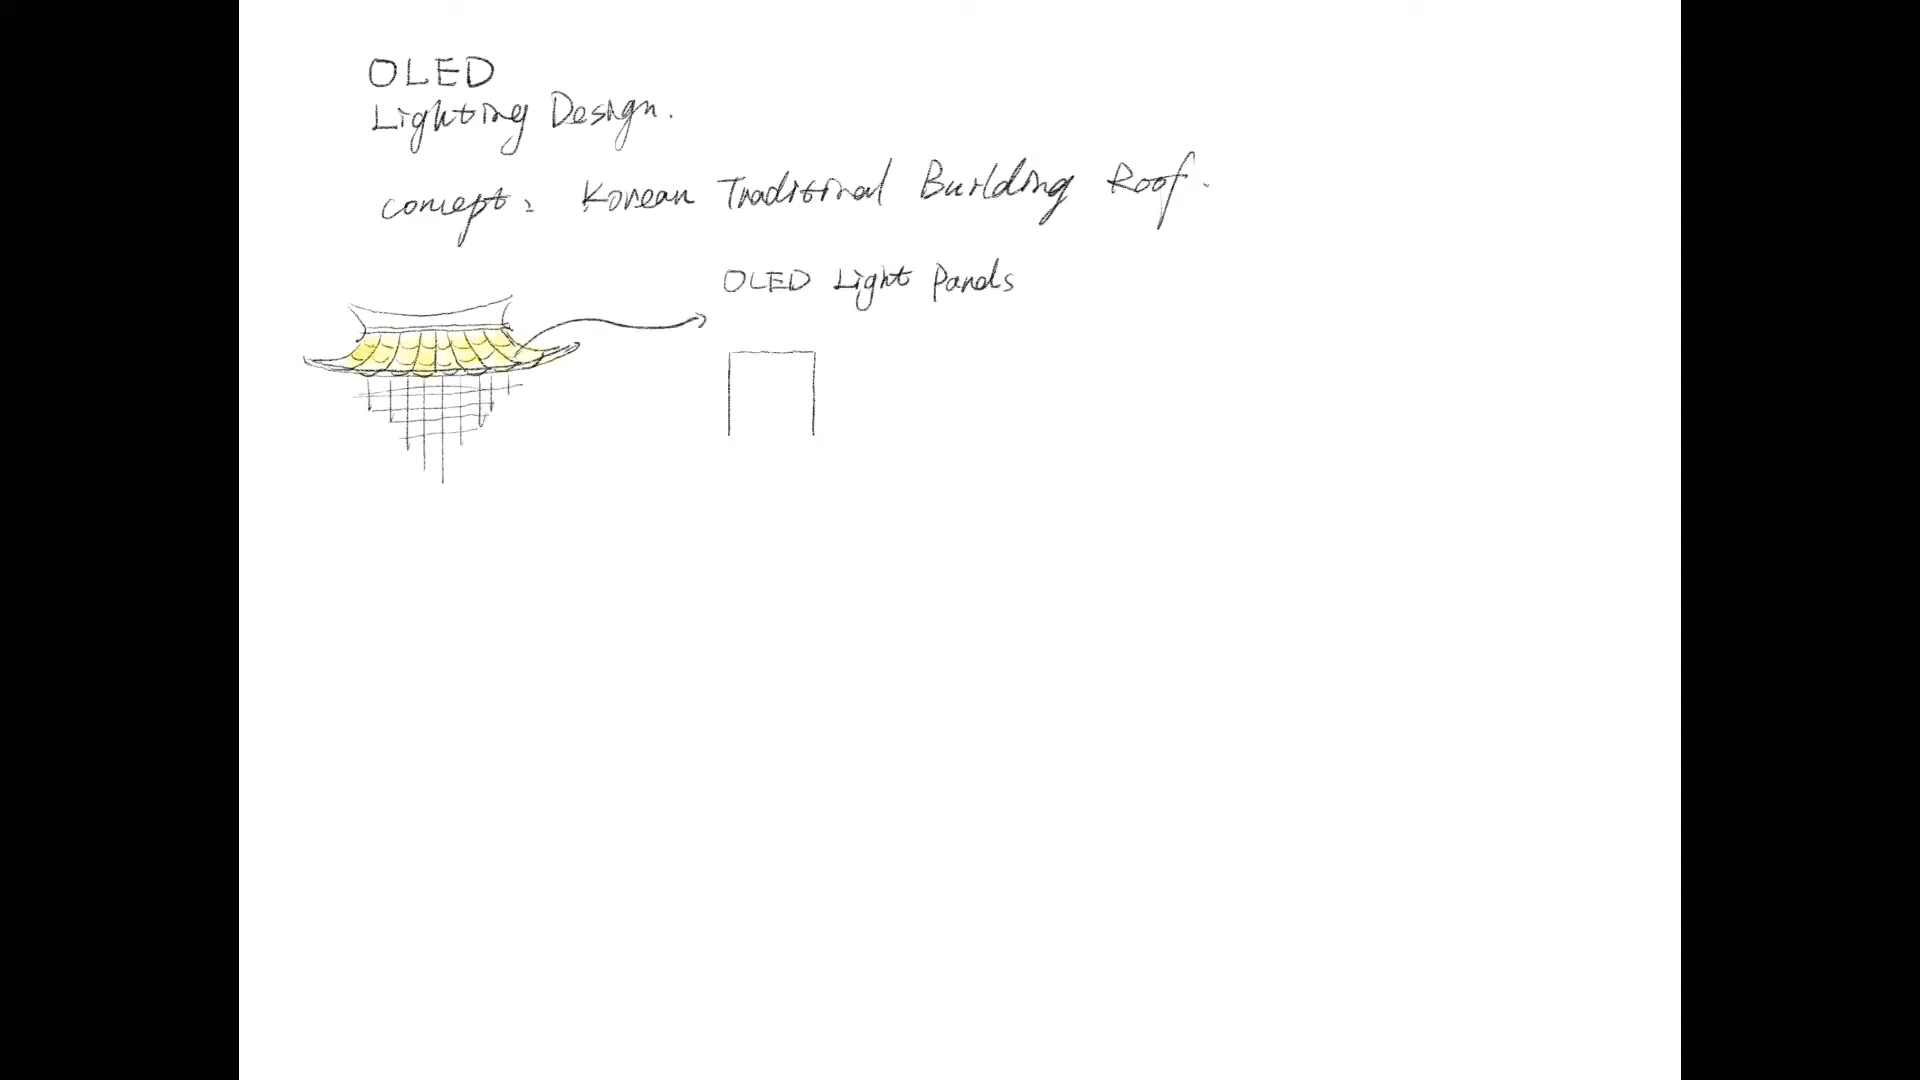 OLED
Lighting Design.
concept: Korean Traditional Building Roof.
OLED Light Panels